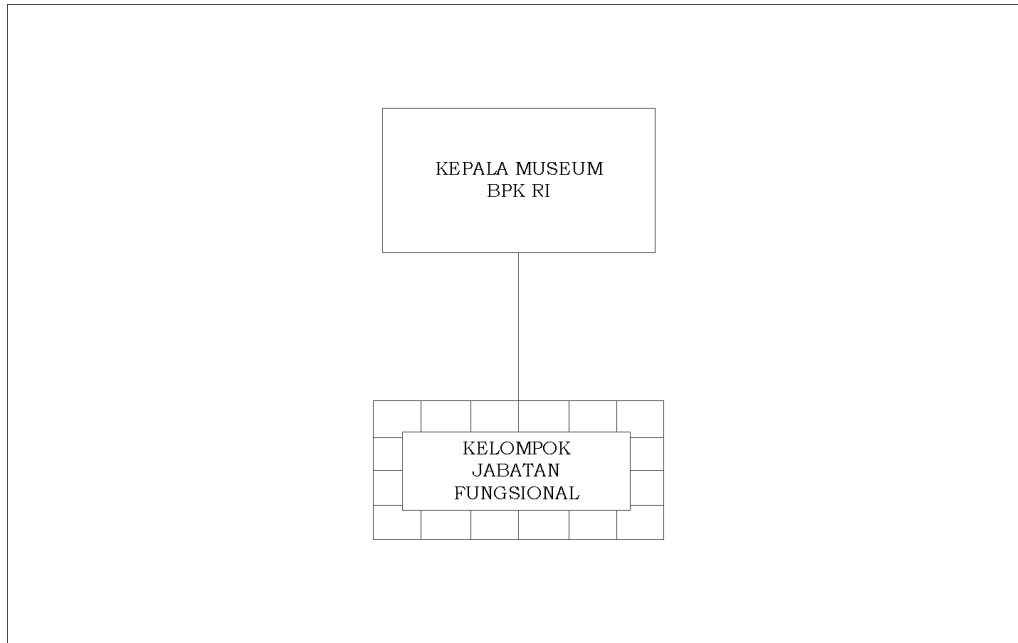 KEPALA MUSEUM
BPK RI
KELOMPOK
JABATAN
FUNGSIONAL